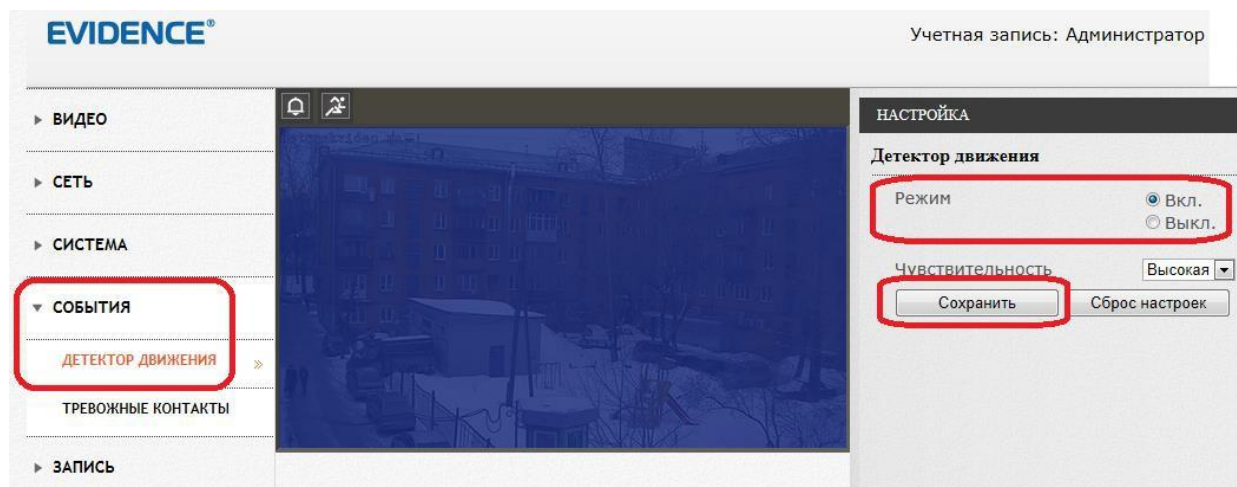 EVIDENCE®
Учетная запись: Администратор
ВИДЕО
СЕТЬ
СИСТЕМА
СОБЫТИЯ
ДЕТЕКТОР ДВИЖЕНИЯ »
ТРЕВОЖНЫЕ КОНТАКТЫ
ЗАПИСЬ
НАСТРОЙКА
Детектор движения
Режим Вкл.
Выкл.
Чувствительность Высокая
Сохранить Сброс настроек